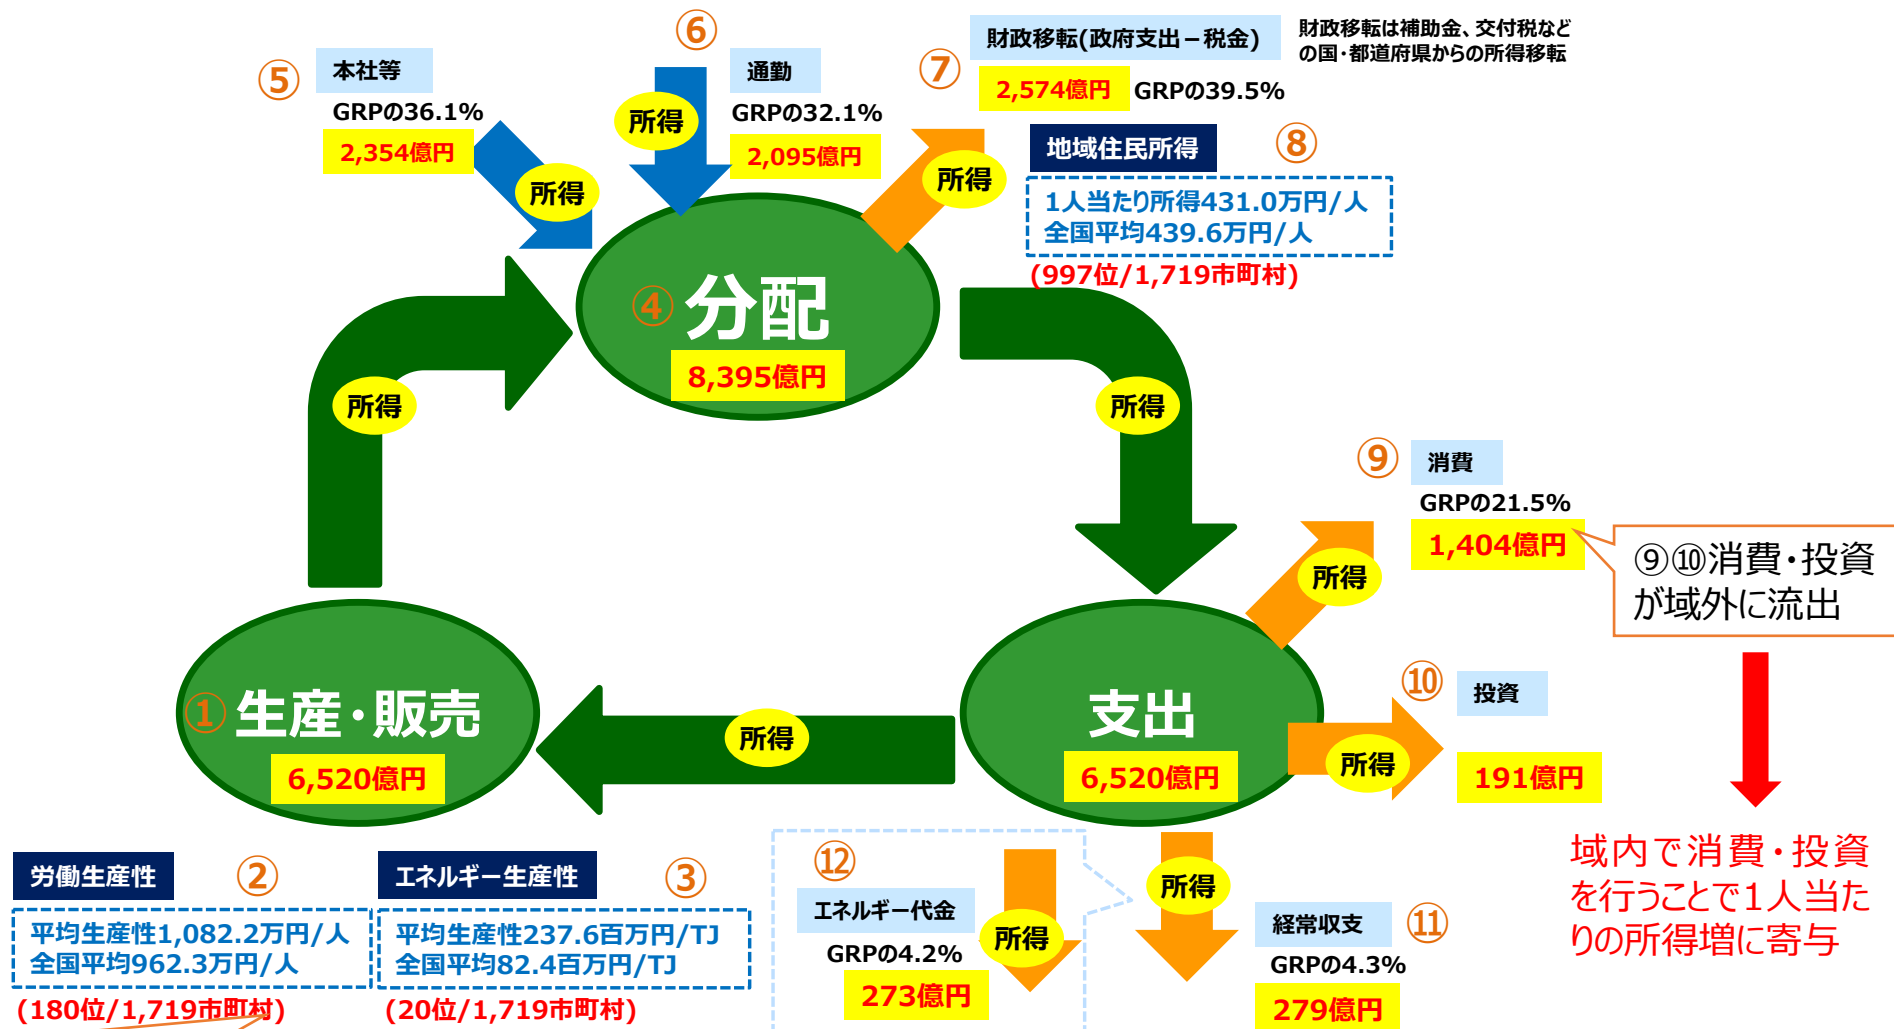 ⑤
本社等
GRPの36.1%
2,354億円
所得
⑥
通勤
GRPの32.1%
2,095億円
所得
⑦
財政移転(政府支出－税金)
2,574億円 GRPの39.5%
財政移転は補助金、交付税など
の国・都道府県からの所得移転
所得
地域住民所得
⑧
1人当たり所得431.0万円/人
全国平均439.6万円/人
(997位/1,719市町村)
④ 分配
8,395億円
所得
所得
⑨
消費
GRPの21.5%
1,404億円
所得
⑨⑩消費・投資
が域外に流出
① 生産・販売
6,520億円
所得
支出
6,520億円
⑩
投資
所得
191億円
域内で消費・投資
を行うことで１人当た
りの所得増に寄与
労働生産性
②
平均生産性1,082.2万円/人
全国平均962.3万円/人
(180位/1,719市町村)
エネルギー生産性
③
平均生産性237.6百万円/TJ
全国平均82.4百万円/TJ
(20位/1,719市町村)
⑫
エネルギー代金
GRPの4.2%
273億円
所得
所得
経常収支
⑪
GRPの4.3%
279億円